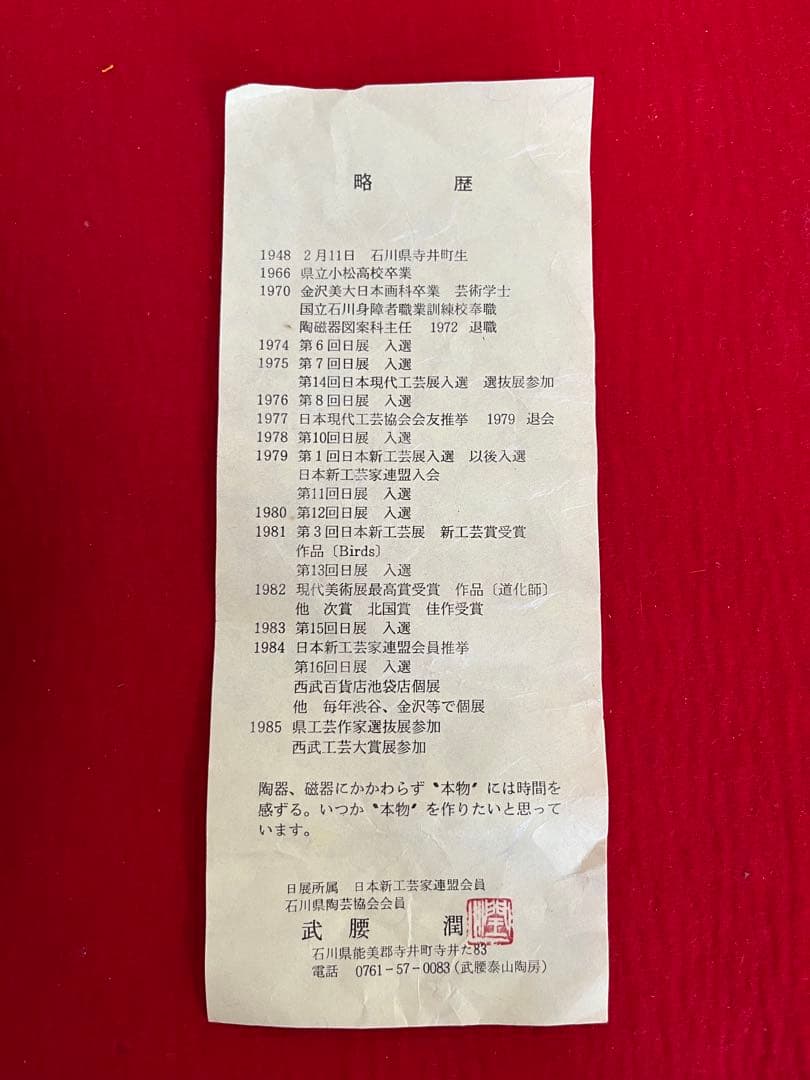 略 歴
1948 2月11日 石川県寺井町生
1966 県立小松高校卒業
1970 金沢美大日本画科卒業 芸術学士
国立石川身障者職業訓練校奉職
陶磁器図案科主任 1972 退職
1974 第6回日展 入選
1975 第7回日展 入選
第14回日本現代工芸展入選 選抜展参加
1976 第8回日展 入選
1977 日本現代工芸協会会友推挙 1979 退会
1978 第10回日展 入選
1979 第1回日本新工芸展入選 以後入選
日本新工芸家連盟入会
第11回日展 入選
1980 第12回日展 入選
1981 第3回日本新工芸展 新工芸賞受賞
作品〔Birds〕
第13回日展 入選
1982 現代美術展最高賞受賞 作品〔道化師〕
他 次賞 北国賞 佳作受賞
1983 第15回日展 入選
1984 日本新工芸家連盟会員推挙
第16回日展 入選
西武百貨店池袋店個展
他 毎年渋谷、金沢等で個展
1985 県工芸作家選抜展参加
西武工芸大賞展参加
陶器、磁器にかかわらず〝本物〟には時間を
感ずる。いつか〝本物〟を作りたいと思って
います。
日展所属 日本新工芸家連盟会員
石川県陶芸協会会員
武腰 潤
石川県能美郡寺井町寺井た83
電話 0761-57-0083(武腰泰山陶房)